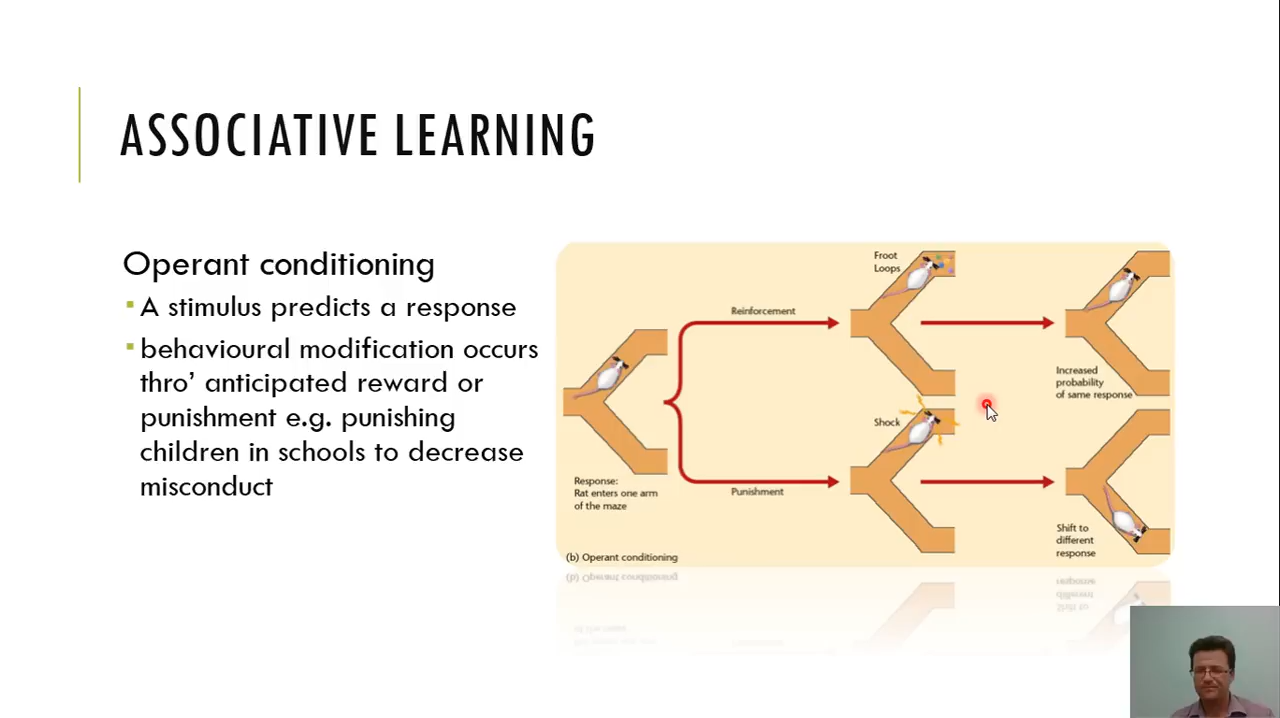 ASSOCIATIVE LEARNING
Operant conditioning
A stimulus predicts a response
behavioural modification occurs
thro' anticipated reward or
punishment e.g. punishing
children in schools to decrease
misconduct
Froot
Loops
Reinforcement
Increased
probability
of same response
Shock
Response:
Rat enters one arm
of the maze
Punishment
Shift to
different
response
(b) Operant conditioning